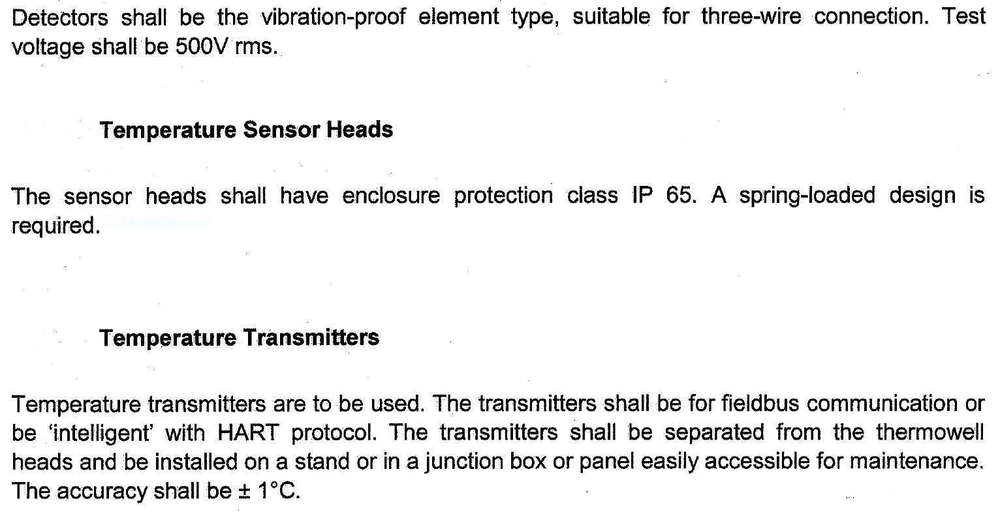 Detectors shall be the vibration-proof element type, suitable for three-wire connection. Test
voltage shall be 500V rms.
Temperature Sensor Heads
The sensor heads shall have enclosure protection class IP 65. A spring-loaded design is
required.
Temperature Transmitters
Temperature transmitters are to be used. The transmitters shall be for fieldbus communication or
be ‘intelligent’ with HART protocol. The transmitters shall be separated from the thermowell
heads and be installed on a stand or in a junction box or panel easily accessible for maintenance.
The accuracy shall be ± 1°C.